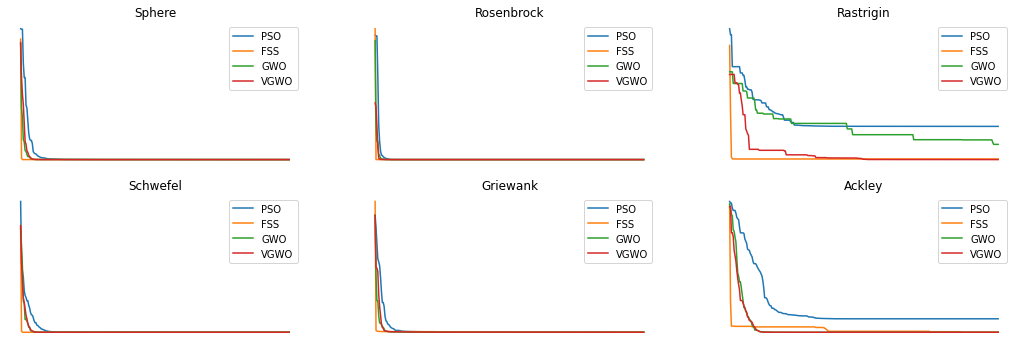 Sphere
PSO
FSS
GWO
VGWO
Rosenbrock
PSO
FSS
GWO
VGWO
Rastrigin
PSO
FSS
GWO
VGWO
Schwefel
PSO
FSS
GWO
VGWO
Griewank
PSO
FSS
GWO
VGWO
Ackley
PSO
FSS
GWO
VGWO